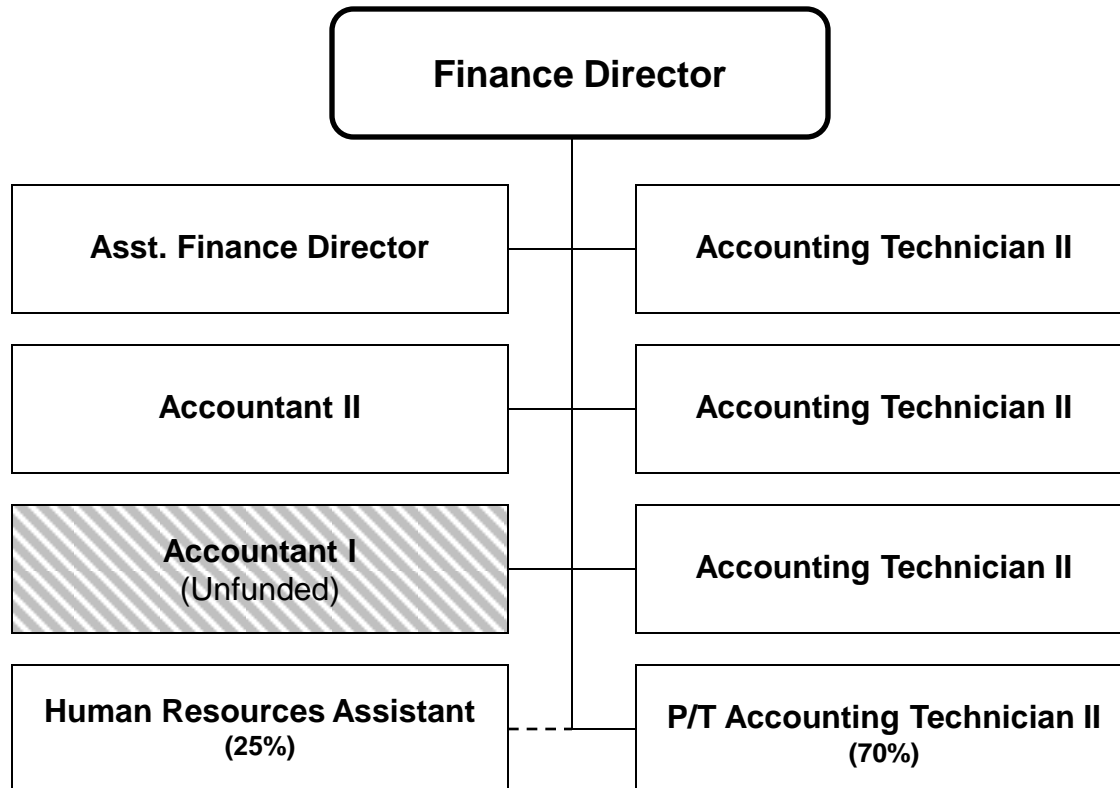 Finance Director
Asst. Finance Director
Accounting Technician II
Accountant II
Accounting Technician II
Accountant I
(Unfunded)
Accounting Technician II
Human Resources Assistant
(25%)
P/T Accounting Technician II
(70%)